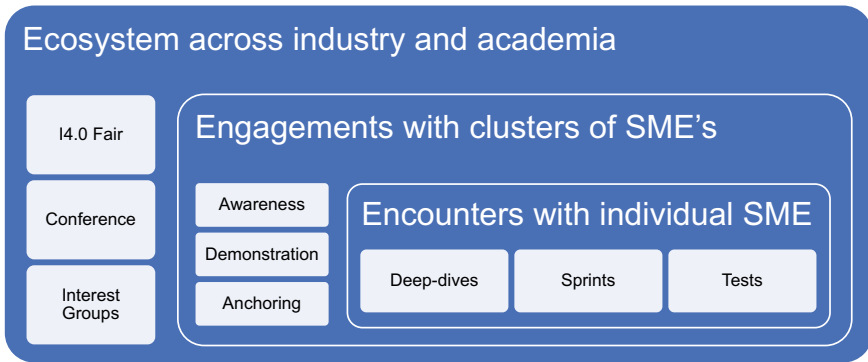 Ecosystem across industry and academia
I4.0 Fair
Conference
Interest
Groups
Engagements with clusters of SME’s
Awareness
Demonstration
Anchoring
Encounters with individual SME
Deep-dives
Sprints
Tests